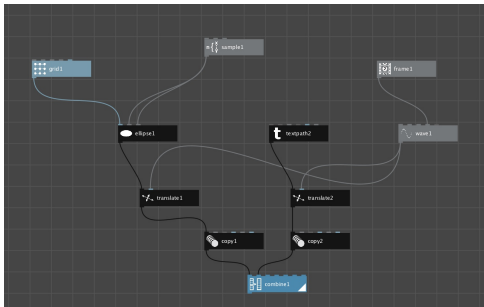 sample1
grid1
frame1
ellipse1
textpath2
wave1
translate1
translate2
copy1
copy2
combine1